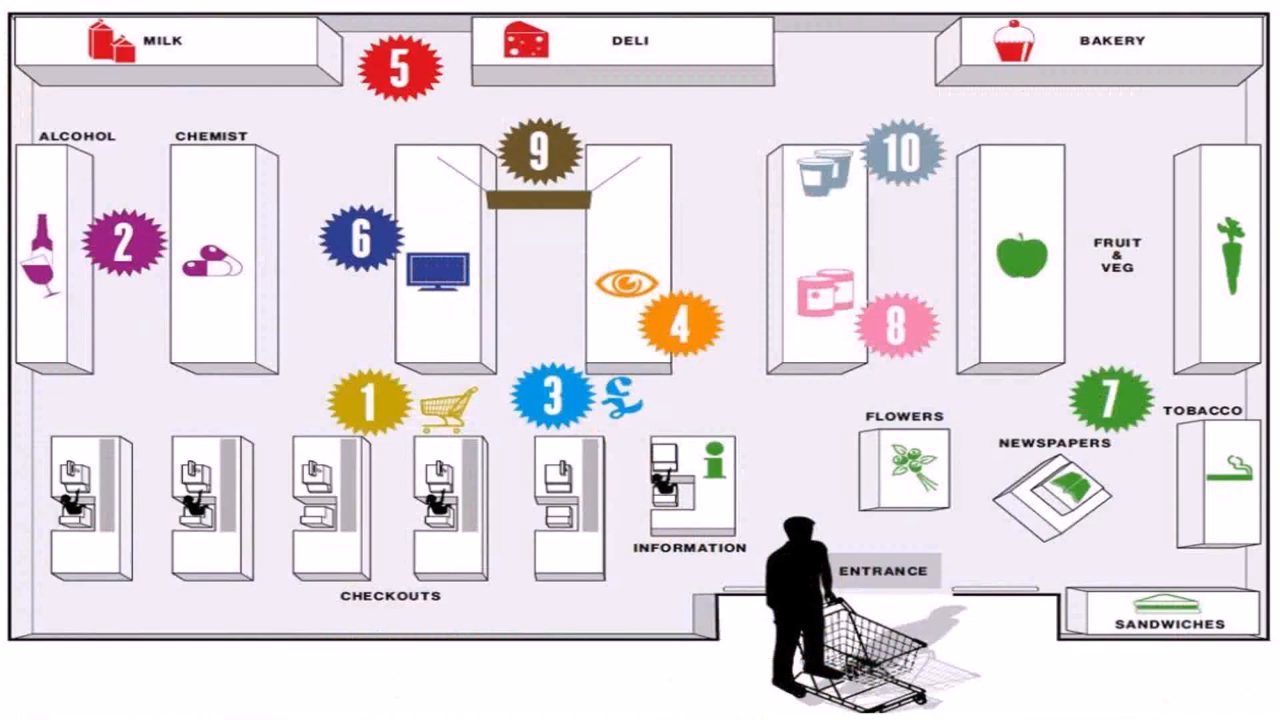 MILK
DELI
BAKERY
5
ALCOHOL
CHEMIST
9
10
2
6
FRUIT
&
VEG
4
8
1
3
£
7
FLOWERS
TOBACCO
NEWSPAPERS
i
INFORMATION
ENTRANCE
CHECKOUTS
SANDWICHES